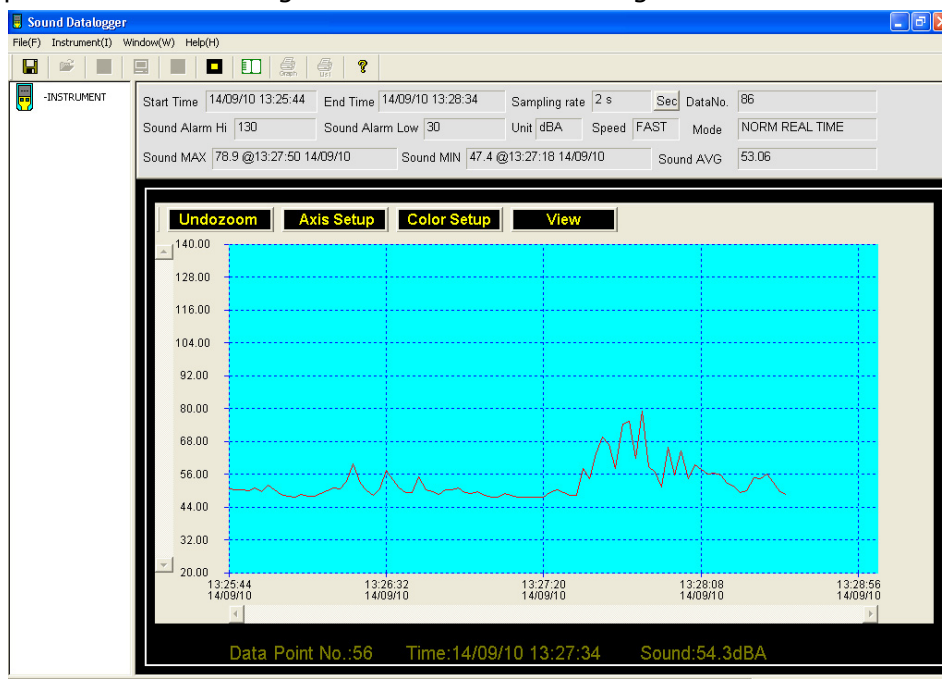 Sound Datalogger
File(F) Instrument(I) Window(W) Help(H)
-INSTRUMENT
Start Time 14/09/10 13:25:44 End Time 14/09/10 13:28:34 Sampling rate 2 s Sec DataNo. 86
Sound Alarm Hi 130 Sound Alarm Low 30 Unit dBA Speed FAST Mode NORM REAL TIME
Sound MAX 78.9 @13:27:50 14/09/10 Sound MIN 47.4 @13:27:18 14/09/10 Sound AVG 53.06
Undozoom Axis Setup Color Setup View
140.00
128.00
116.00
104.00
92.00
80.00
68.00
56.00
44.00
32.00
20.00
13:25:44 13:26:32 13:27:20 13:28:08 13:28:56
14/09/10 14/09/10 14/09/10 14/09/10 14/09/10
Data Point No.:56 Time:14/09/10 13:27:34 Sound:54.3dBA